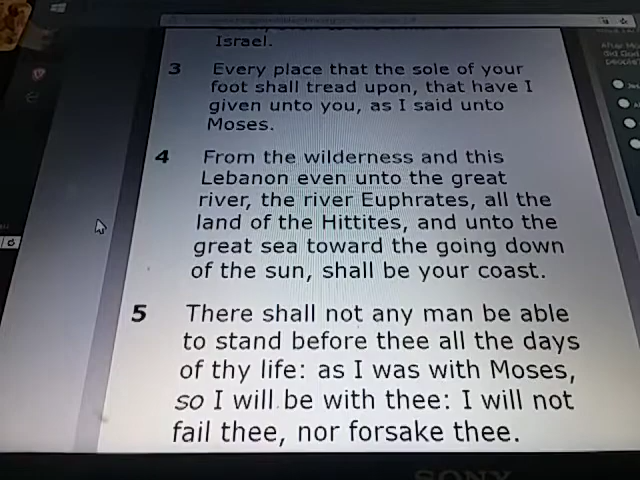 Israel.
3 Every place that the sole of your
foot shall tread upon, that have I
given unto you, as I said unto
Moses.
4 From the wilderness and this
Lebanon even unto the great
river, the river Euphrates, all the
land of the Hittites, and unto the
great sea toward the going down
of the sun, shall be your coast.
5 There shall not any man be able
to stand before thee all the days
of thy life: as I was with Moses,
so I will be with thee: I will not
fail thee, nor forsake thee.
SONY